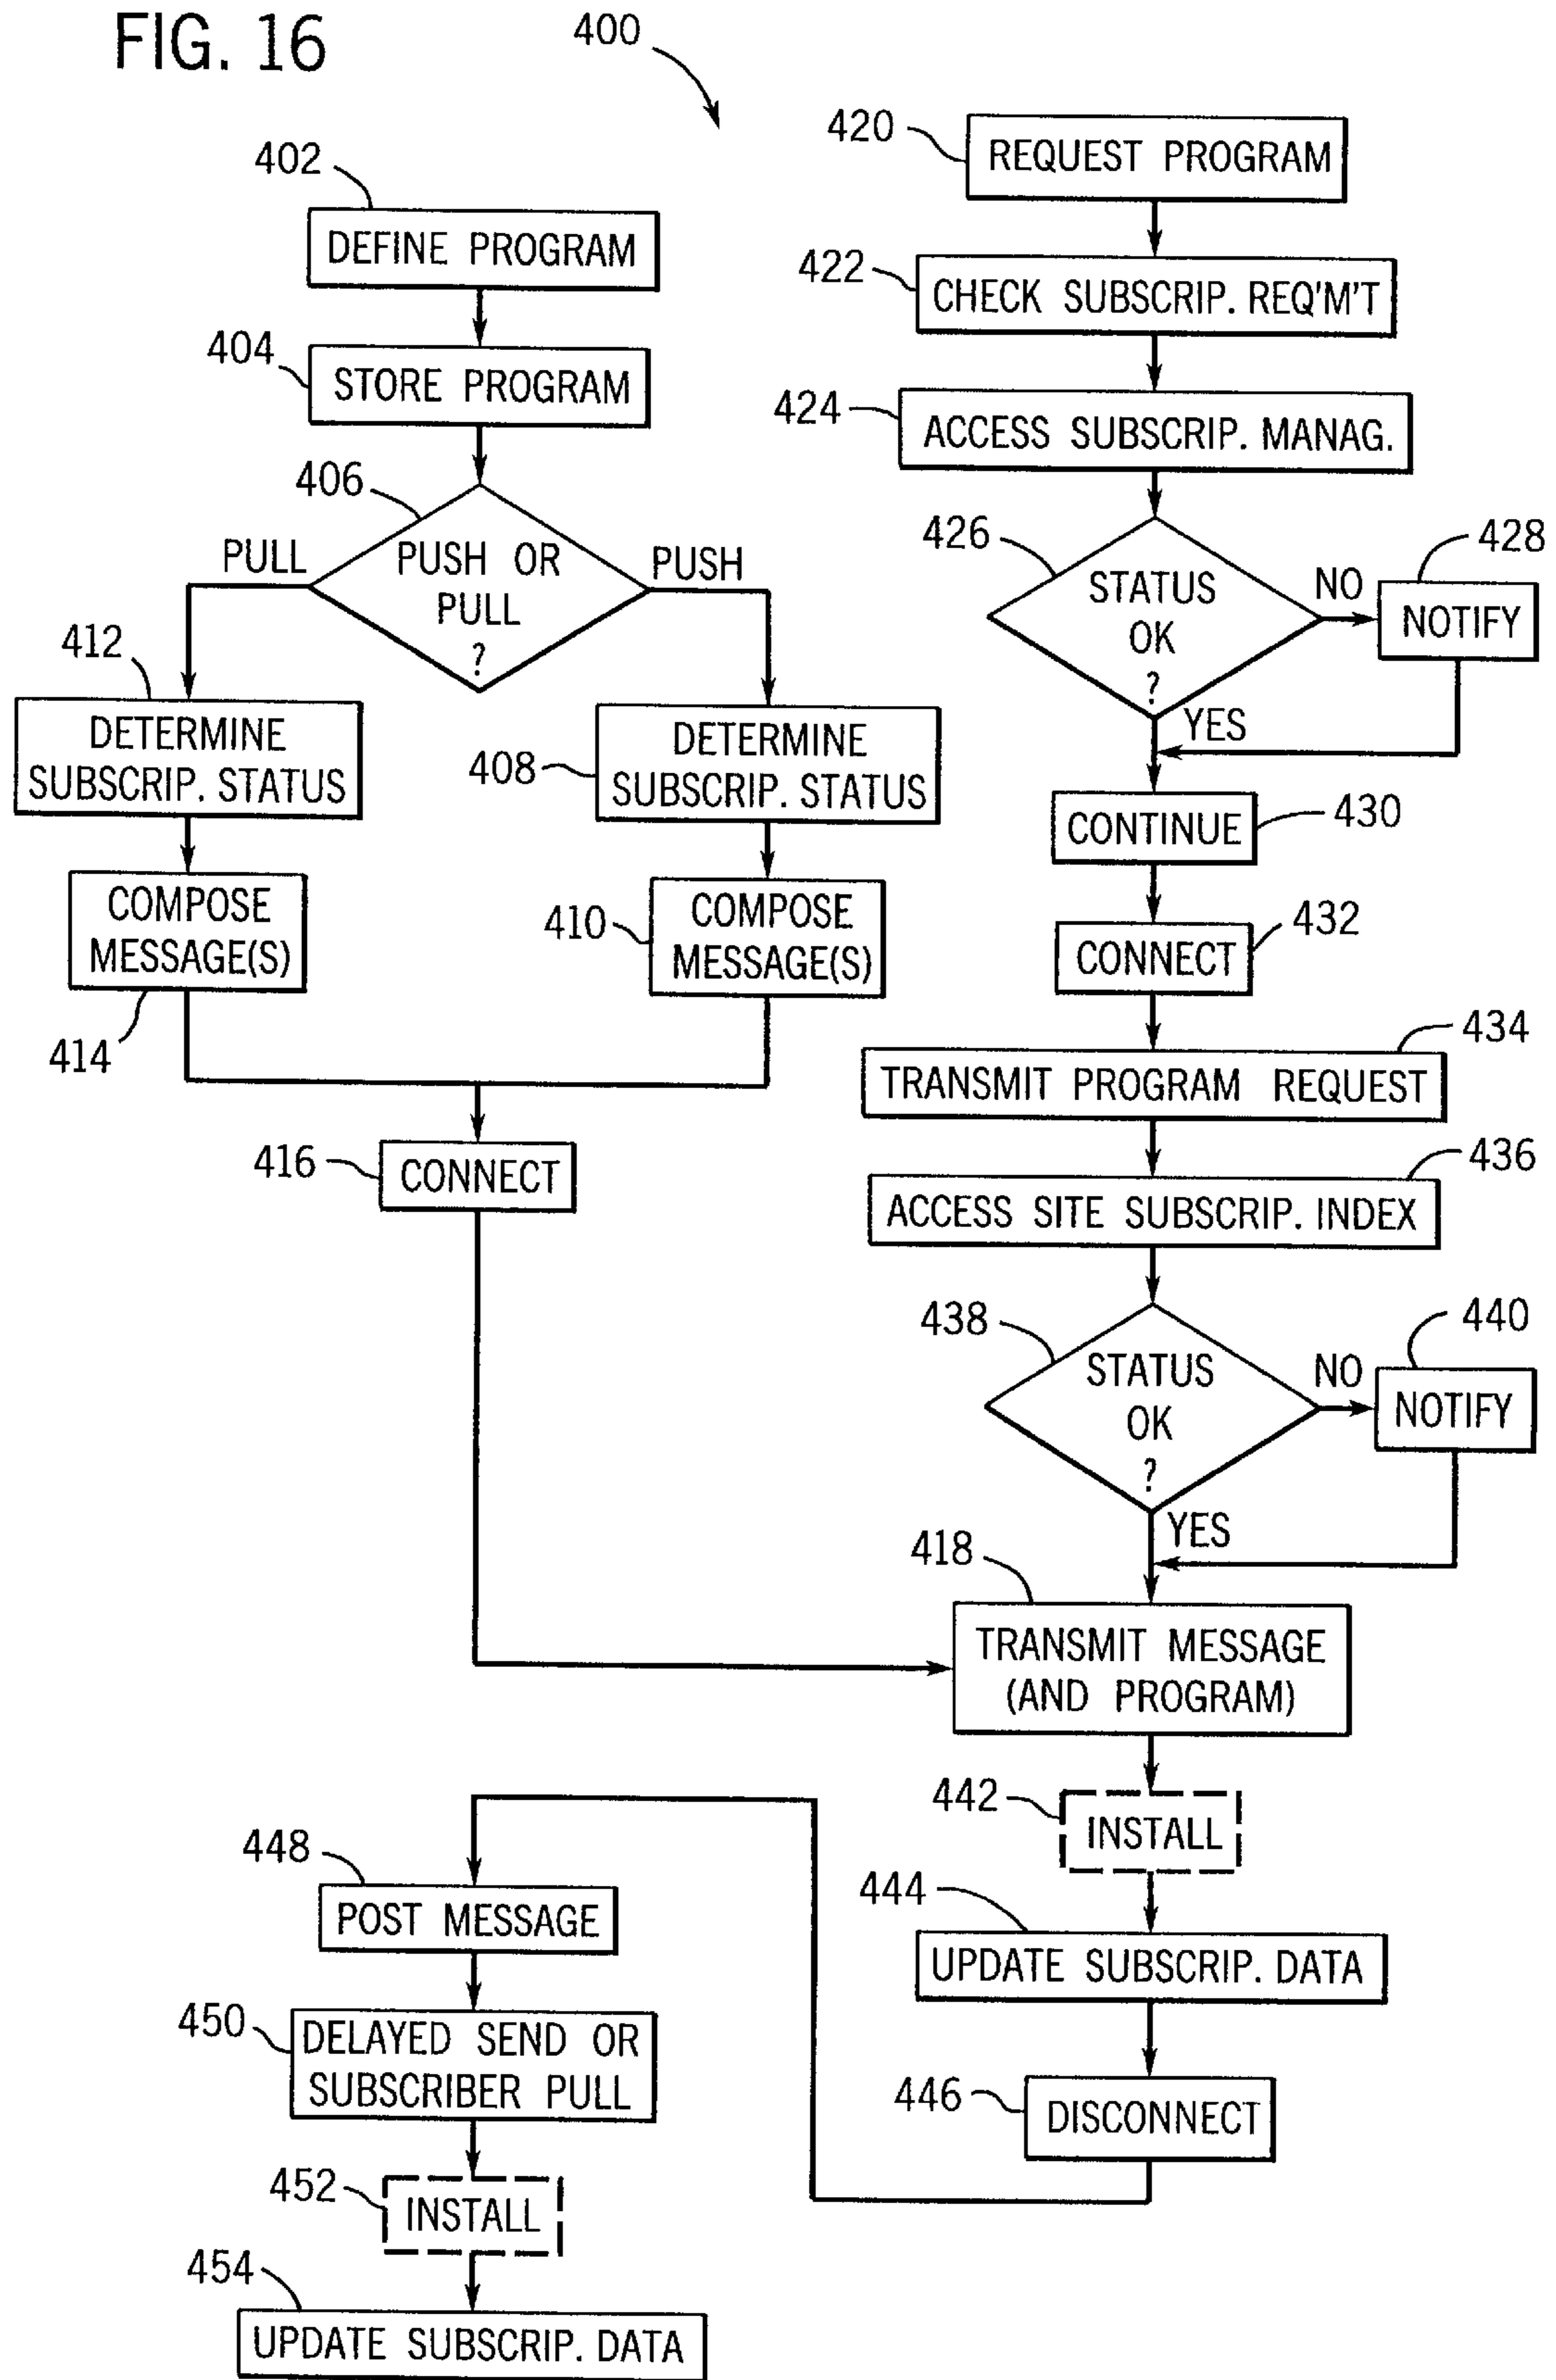 FIG. 16
400
402
DEFINE PROGRAM
404
STORE PROGRAM
406
PUSH OR
PULL
?
PULL
PUSH
412
DETERMINE
SUBSCRIP. STATUS
408
DETERMINE
SUBSCRIP. STATUS
COMPOSE
MESSAGE(S)
414
410
COMPOSE
MESSAGE(S)
416
CONNECT
420
REQUEST PROGRAM
422
CHECK SUBSCRIP. REQ'M'T
424
ACCESS SUBSCRIP. MANAG.
426
STATUS
OK
?
NO
428
NOTIFY
YES
CONTINUE
430
CONNECT
432
434
TRANSMIT PROGRAM REQUEST
436
ACCESS SITE SUBSCRIP. INDEX
438
STATUS
OK
?
NO
440
NOTIFY
YES
418
TRANSMIT MESSAGE
(AND PROGRAM)
442
INSTALL
444
UPDATE SUBSCRIP. DATA
446
DISCONNECT
448
POST MESSAGE
450
DELAYED SEND OR
SUBSCRIBER PULL
452
INSTALL
454
UPDATE SUBSCRIP. DATA